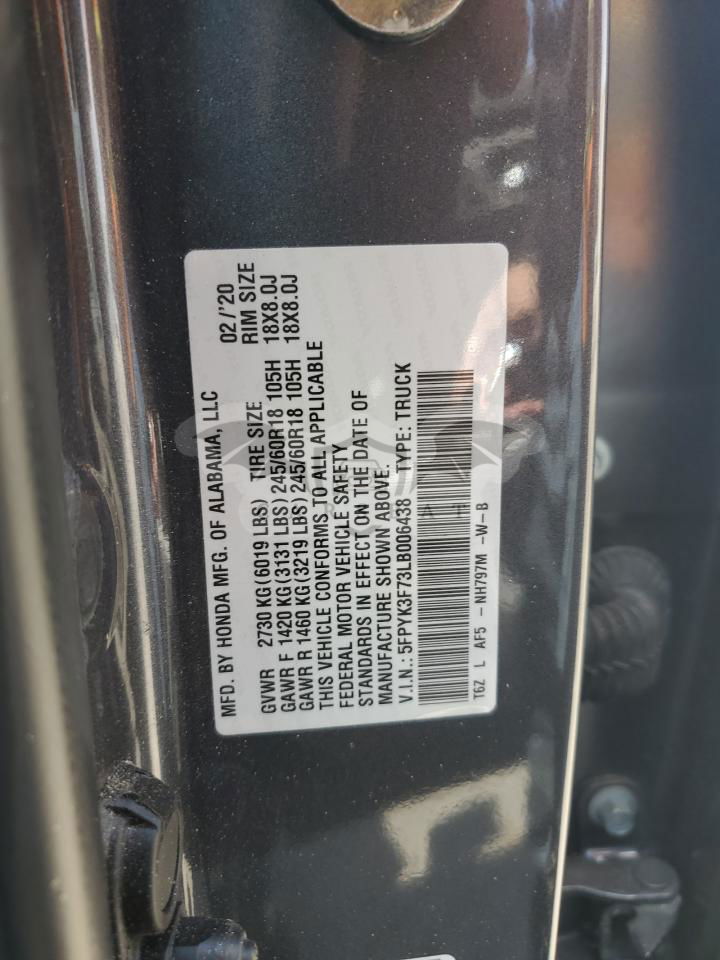 MFD. BY HONDA MFG. OF ALABAMA, LLC 02/'20
GVWR 2730 KG(6019 LBS) TIRE SIZE RIM SIZE
GAWR F 1420 KG(3131 LBS)245/60R18 105H 18X8.0J
GAWR R 1460 KG(3219 LBS)245/60R18 105H 18X8.0J
THIS VEHICLE CONFORMS TO ALL APPLICABLE
FEDERAL MOTOR VEHICLE SAFETY
STANDARDS IN EFFECT ON THE DATE OF
MANUFACTURE SHOWN ABOVE.
V.I.N.:5FPYK3F73LB006438 TYPE: TRUCK
T6Z L AF5 -NH797M -W-B